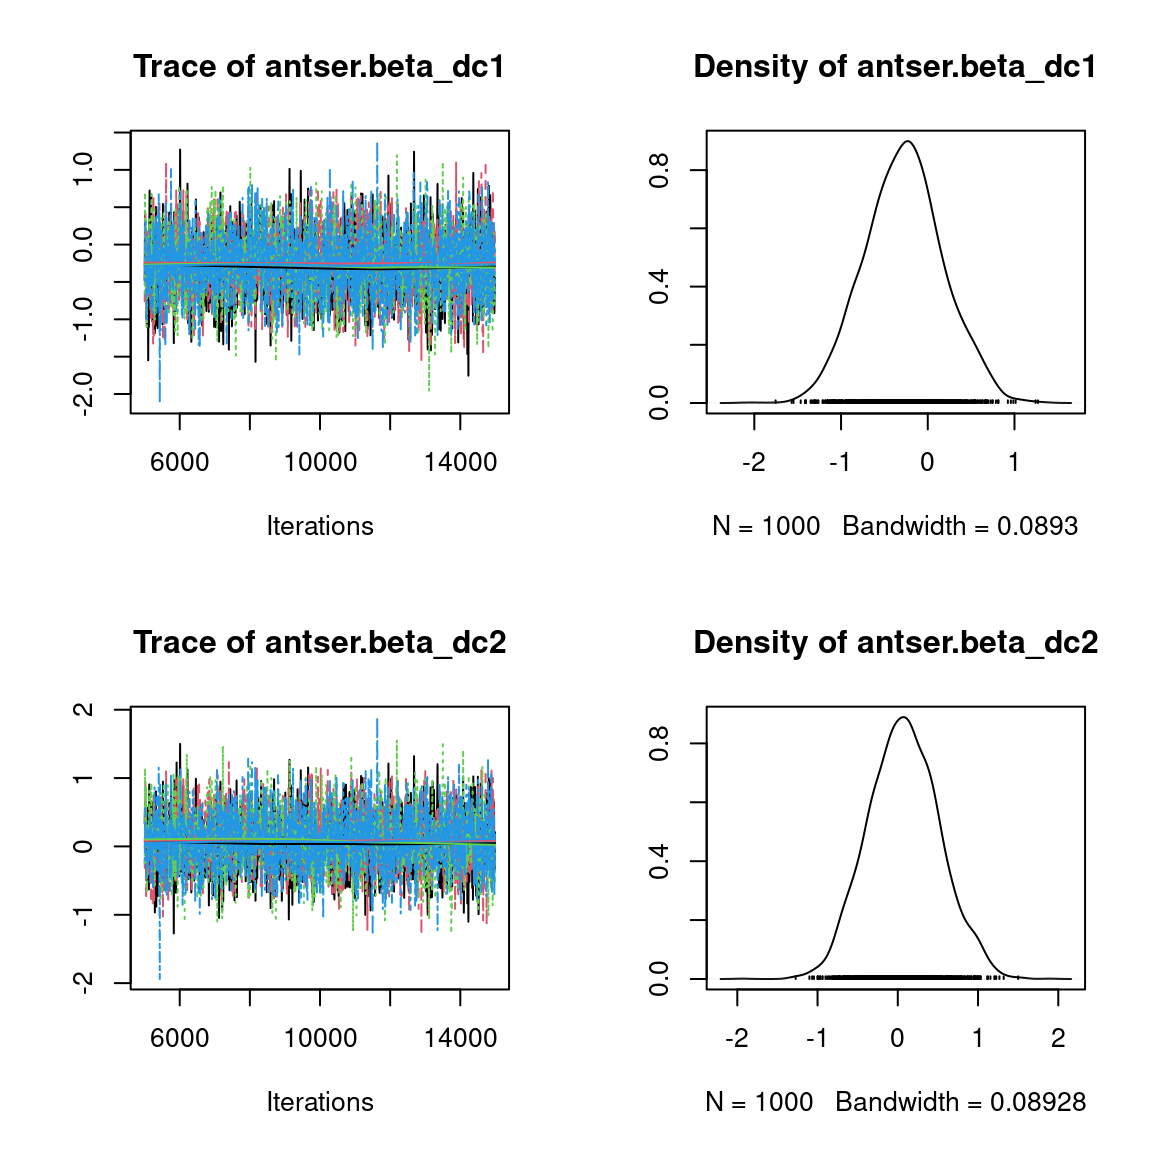 Trace of antser.beta_dc1
1.0
0.0
-1.0
-2.0
6000 10000 14000
Iterations
Density of antser.beta_dc1
0.8
0.4
0.0
-2 -1 0 1
N = 1000 Bandwidth = 0.0893
Trace of antser.beta_dc2
2
1
0
-1
-2
6000 10000 14000
Iterations
Density of antser.beta_dc2
0.8
0.4
0.0
-2 -1 0 1 2
N = 1000 Bandwidth = 0.08928